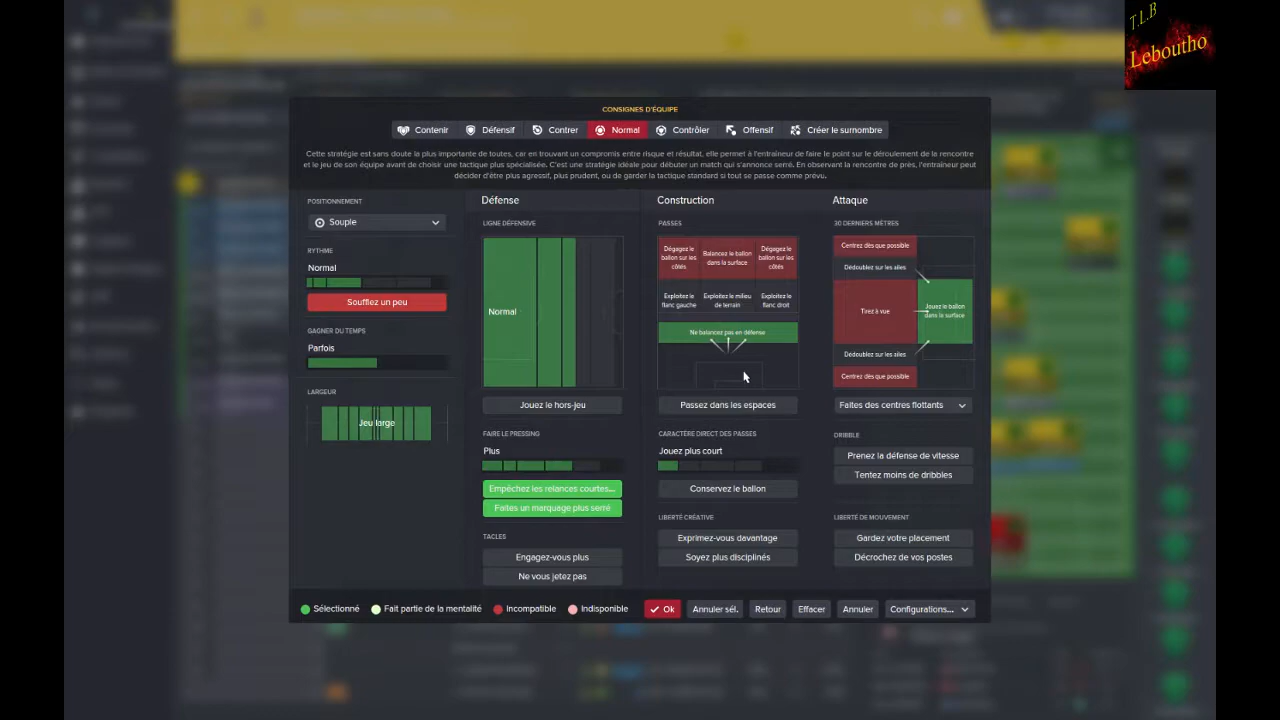 T.L.B
Leboutho
CONSIGNES D'ÉQUIPE
Contenir
Défensif
Contrer
Normal
Contrôler
Offensif
Créer le surnombre
Cette stratégie est sans doute la plus importante de toutes, car en trouvant un compromis entre risque et résultat, elle permet à l'entraîneur de faire le point sur le déroulement de la rencontre
et le jeu de son équipe avant de choisir une tactique plus spécialisée. C'est une stratégie idéale pour débuter un match qui s'annonce serré. En observant la rencontre de près, l'entraîneur peut
décider d'être plus agressif, plus prudent, ou de garder la tactique standard si tout se passe comme prévu.
POSITIONNEMENT
Souple
RYTHME
Normal
Soufflez un peu
GAGNER DU TEMPS
Parfois
LARGEUR
Jeu large
Défense
LIGNE DÉFENSIVE
Normal
Jouez le hors-jeu
FAIRE LE PRESSING
Plus
Empêchez les relances courtes...
Faites un marquage plus serré
TACLES
Engagez-vous plus
Ne vous jetez pas
Construction
PASSES
Dégagez le
ballon sur les
côtés
Balancez le ballon
dans la surface
Dégagez le
ballon sur les
côtés
Exploitez le
flanc gauche
Exploitez le milieu
de terrain
Exploitez le
flanc droit
Ne balancez pas en défense
Passez dans les espaces
CARACTÈRE DIRECT DES PASSES
Jouez plus court
Conservez le ballon
LIBERTÉ CRÉATIVE
Exprimez-vous davantage
Soyez plus disciplinés
Attaque
30 DERNIERS MÈTRES
Centrez dès que possible
Dédoublez sur les ailes
Tirez à vue
Jouez le ballon
dans la surface
Dédoublez sur les ailes
Centrez dès que possible
Faites des centres flottants
DRIBBLE
Prenez la défense de vitesse
Tentez moins de dribbles
LIBERTÉ DE MOUVEMENT
Gardez votre placement
Décrochez de vos postes
Sélectionné
Fait partie de la mentalité
Incompatible
Indisponible
Ok
Annuler sél.
Retour
Effacer
Annuler
Configurations...